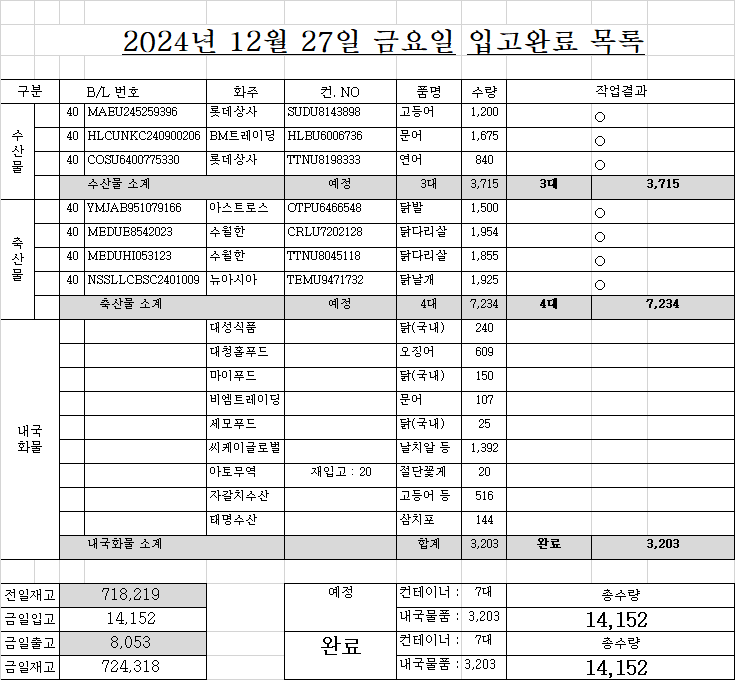 2024년 12월 27일 금요일 입고완료 목록
구분 B/L 번호 화주 컨. NO 품명 수량 작업결과
수산물
40 MAEU245259396 롯데상사 SUDU8143898 고등어 1,200 ○
40 HLCUNKC240900206 BM트레이딩 HLBU6006736 문어 1,675 ○
40 COSU6400775330 롯데상사 TTNU8198333 연어 840 ○
수산물 소계 예정 3대 3,715 3대 3,715
축산물
40 YMJAB951079166 아스트로스 OTPU6466548 닭발 1,500 ○
40 MEDUE8542023 수월한 CRLU7202128 닭다리살 1,954 ○
40 MEDUHI053123 수월한 TTNU8045118 닭다리살 1,855 ○
40 NSSLLCBSC2401009 뉴아시아 TEMU9471732 닭날개 1,925 ○
축산물 소계 예정 4대 7,234 4대 7,234
내국
화물
대성식품 닭(국내) 240
대청홀푸드 오징어 609
마이푸드 닭(국내) 150
비엠트레이딩 문어 107
세모푸드 닭(국내) 25
씨케이글로벌 날치알 등 1,392
아토무역 재입고 : 20 절단꽃게 20
자갈치수산 고등어 등 516
태명수산 삼치포 144
내국화물 소계 합계 3,203 완료 3,203
전일재고 718,219 예정 컨테이너 : 7대 총수량
금일입고 14,152 내국물품 : 3,203 14,152
금일출고 8,053 완료 컨테이너 : 7대 총수량
금일재고 724,318 내국물품 : 3,203 14,152